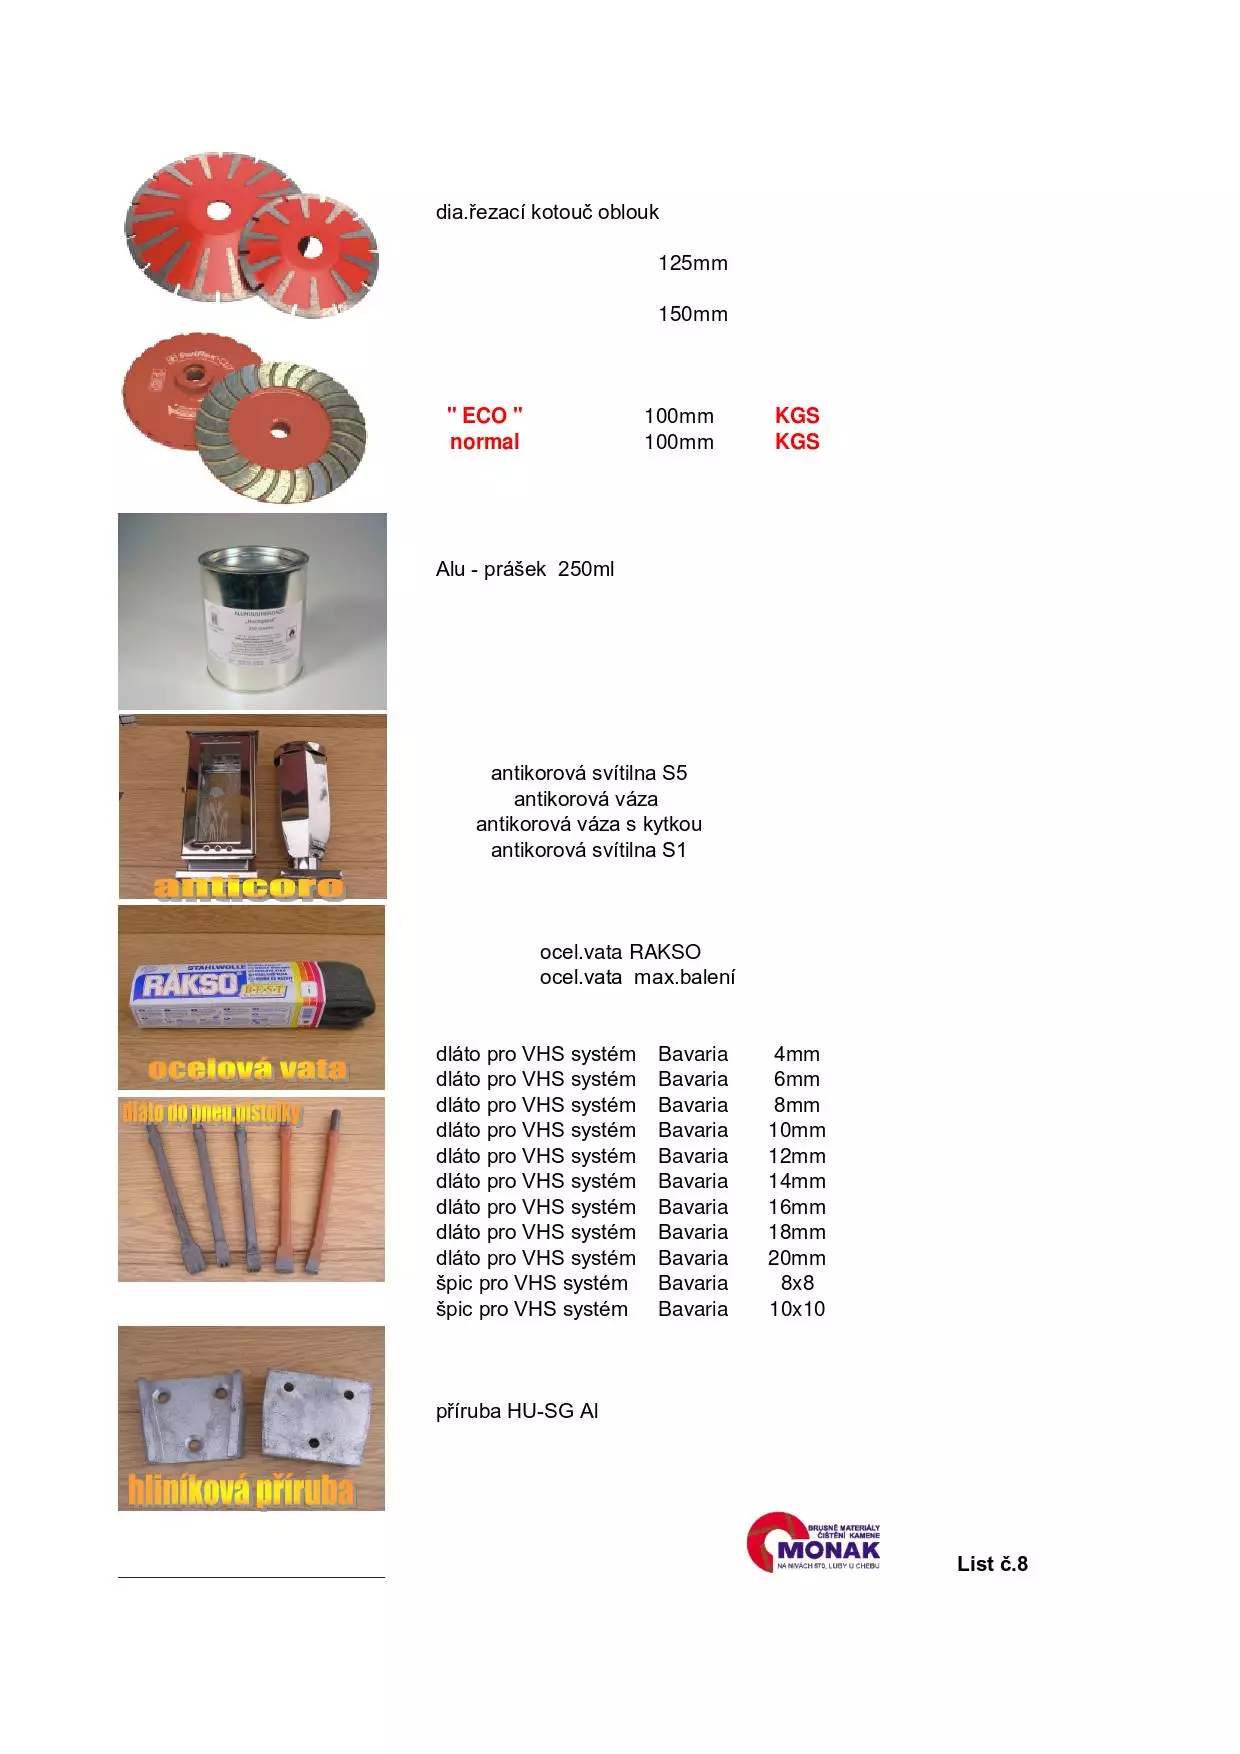 dia.řezací kotouč oblouk
125mm
150mm
" ECO " 100mm KGS
normal 100mm KGS
ALUMINIUMBRONZE
Alu - prášek 250ml
antikorová svítilna S5
antikorová váza
antikorová váza s kytkou
antikorová svítilna S1
anticoro
STAHLWOLLE
RAKSO
ocel.vata RAKSO
ocel.vata max.balení
ocelová vata
dláto do pneu.pistolky
dláto pro VHS systém Bavaria 4mm
dláto pro VHS systém Bavaria 6mm
dláto pro VHS systém Bavaria 8mm
dláto pro VHS systém Bavaria 10mm
dláto pro VHS systém Bavaria 12mm
dláto pro VHS systém Bavaria 14mm
dláto pro VHS systém Bavaria 16mm
dláto pro VHS systém Bavaria 18mm
dláto pro VHS systém Bavaria 20mm
špic pro VHS systém Bavaria 8x8
špic pro VHS systém Bavaria 10x10
příruba HU-SG Al
hliníková příruba
BRUSNÉ MATERIÁLY
ČIŠTĚNÍ KAMENE
MONAK
NA NIVÁCH 570, LUBY U CHEBU
List č.8